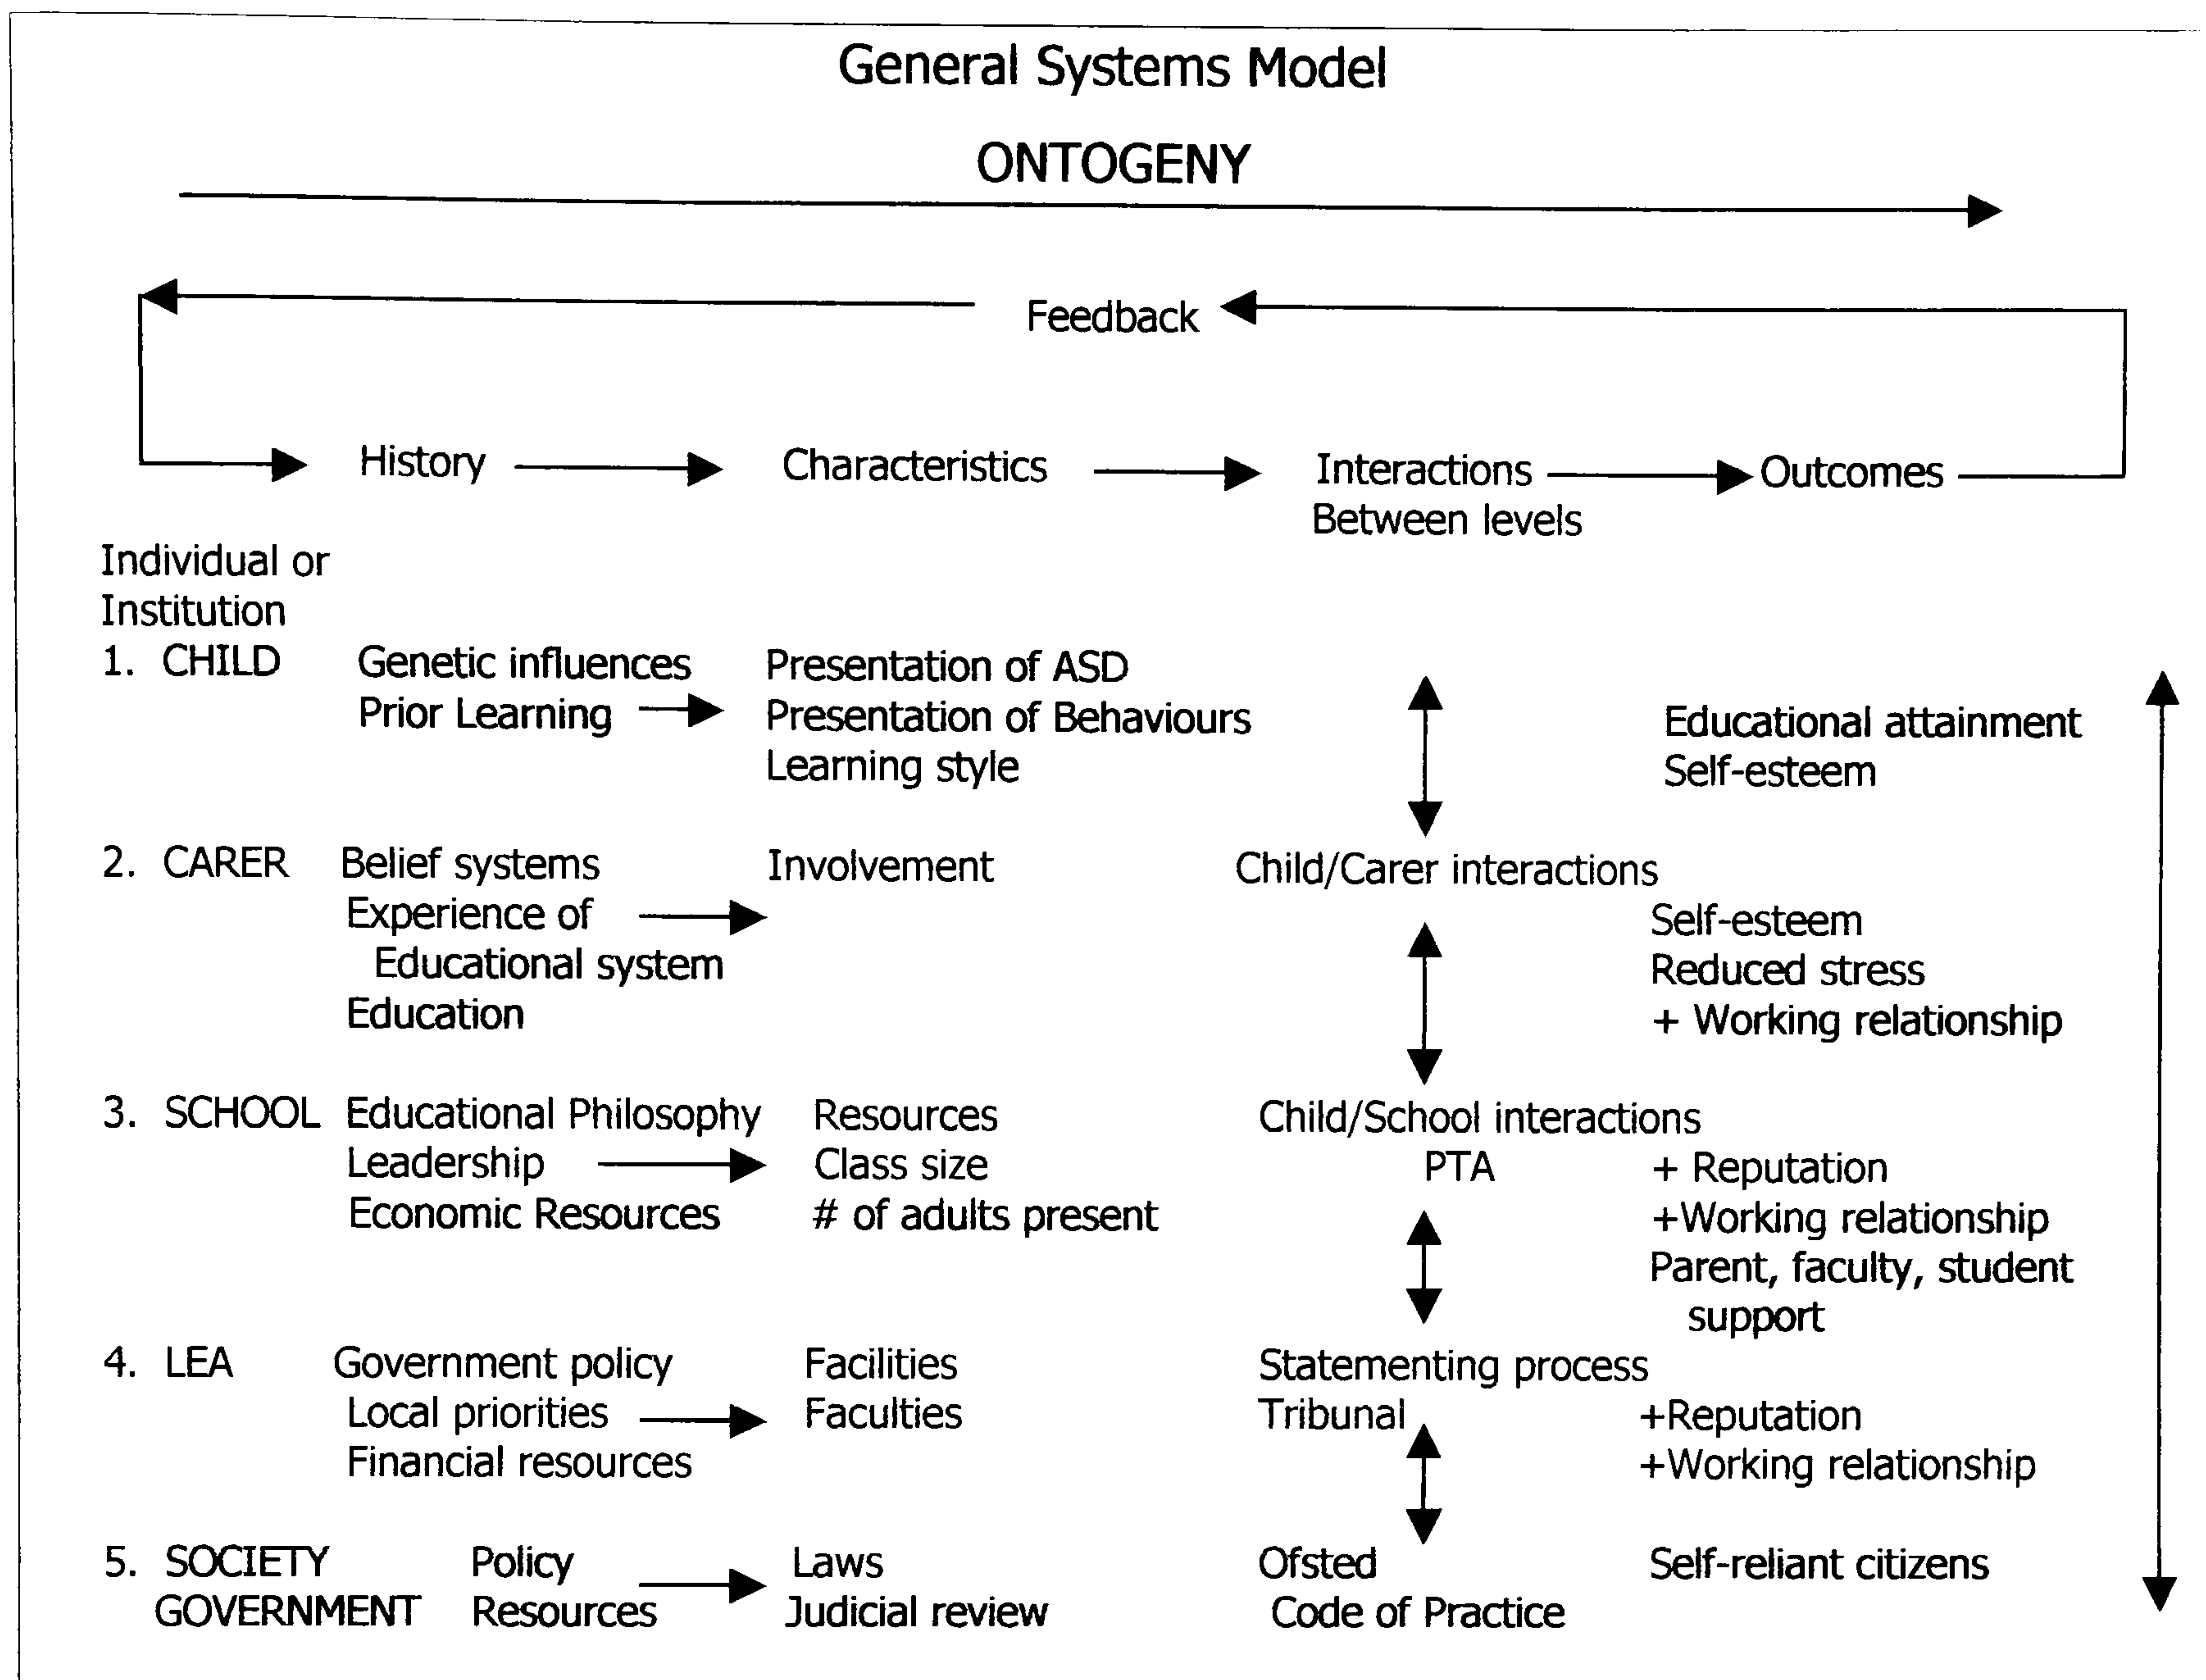 General Systems Model
ONTOGENY
Feedback
History Characteristics Interactions Outcomes
Between levels
Individual or
Institution
1. CHILD Genetic influences Presentation of ASD
Prior Learning Presentation of Behaviours Educational attainment
Learning style Self-esteem
2. CARER Belief systems Involvement Child/Carer interactions
Experience of Self-esteem
Educational system Reduced stress
Education + Working relationship
3. SCHOOL Educational Philosophy Resources Child/School interactions
Leadership Class size PTA + Reputation
Economic Resources # of adults present +Working relationship
Parent, faculty, student
support
4. LEA Government policy Facilities Statementing process
Local priorities Faculties Tribunal +Reputation
Financial resources +Working relationship
5. SOCIETY Policy Laws Ofsted Self-reliant citizens
GOVERNMENT Resources Judicial review Code of Practice